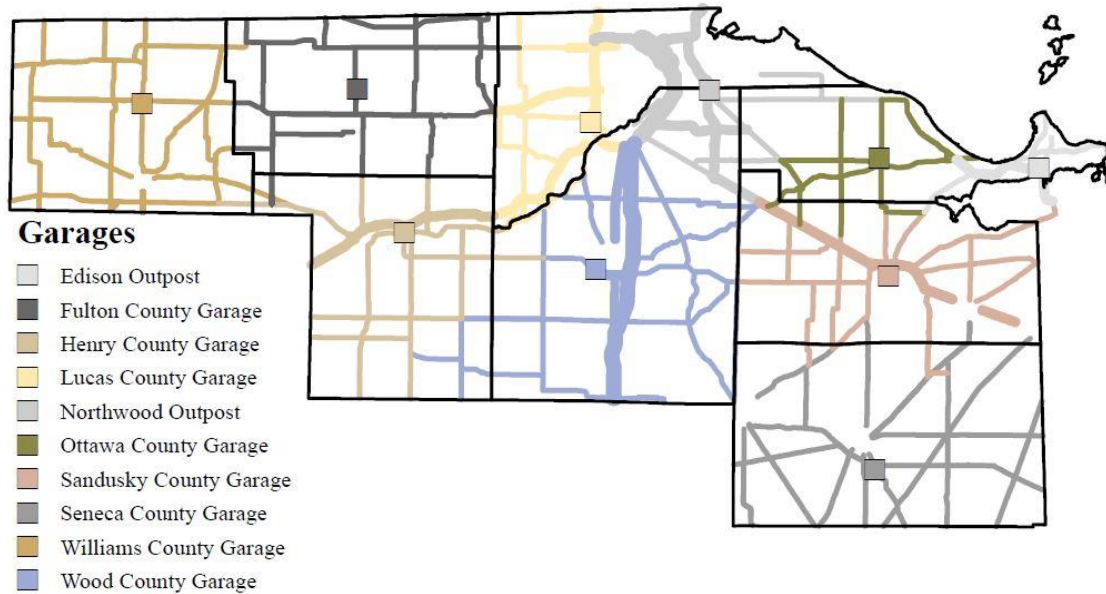 Garages
Edison Outpost
Fulton County Garage
Henry County Garage
Lucas County Garage
Northwood Outpost
Ottawa County Garage
Sandusky County Garage
Seneca County Garage
Williams County Garage
Wood County Garage